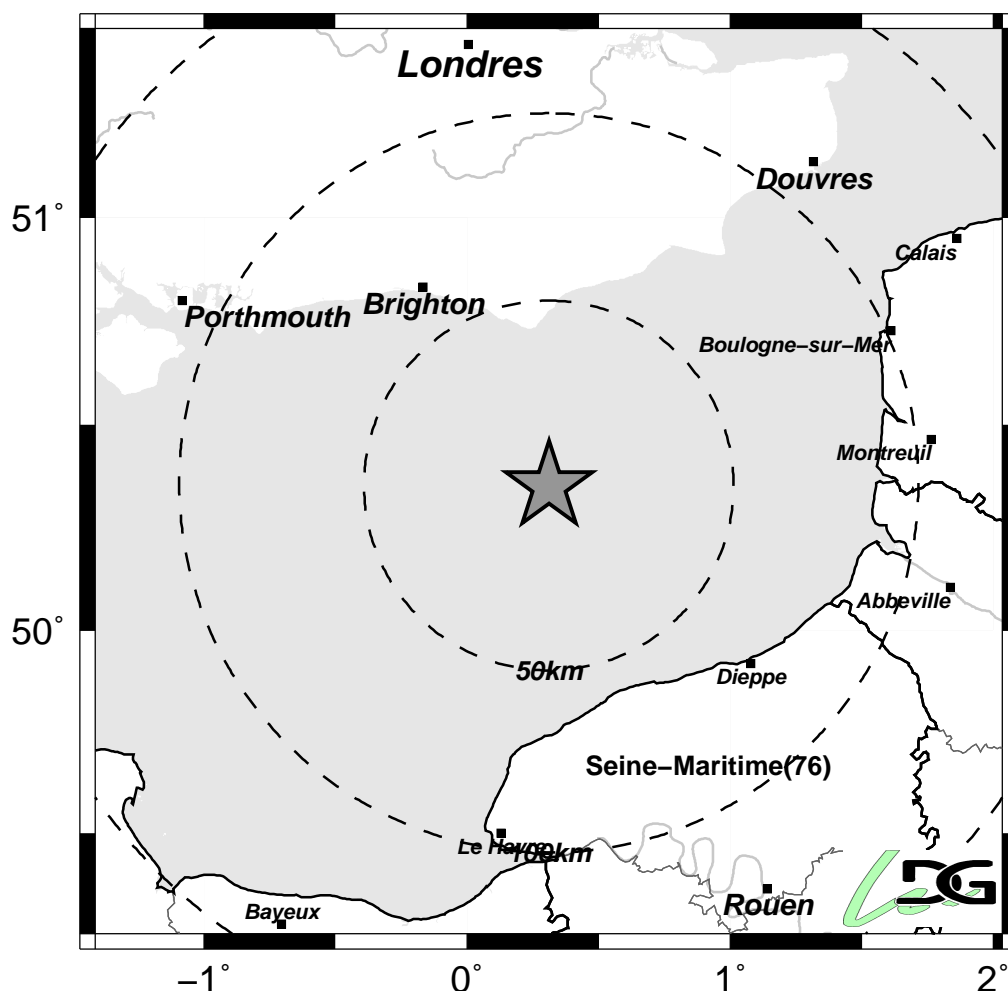 Londres
Douvres
51°
Calais
Porthmouth
Brighton
Boulogne−sur−Mer
Montreuil
Abbeville
50°
50km
Dieppe
Seine−Maritime(76)
Le Havre
100km
Rouen
Bayeux
DG
−1°
0°
1°
2°